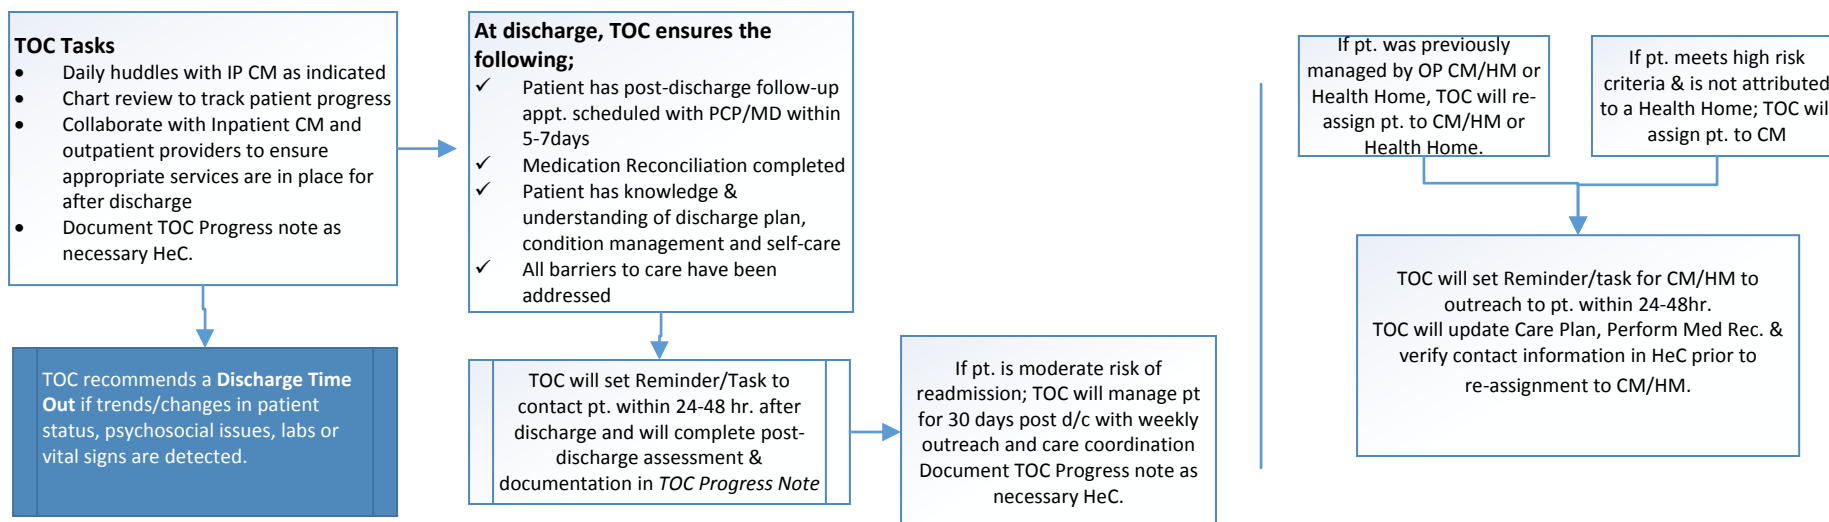 TOC Tasks
• Daily huddles with IP CM as indicated
• Chart review to track patient progress
• Collaborate with Inpatient CM and
outpatient providers to ensure
appropriate services are in place for
after discharge
• Document TOC Progress note as
necessary HeC.
TOC recommends a Discharge Time
Out if trends/changes in patient
status, psychosocial issues, labs or
vital signs are detected.
At discharge, TOC ensures the
following;
✓ Patient has post-discharge follow-up
appt. scheduled with PCP/MD within
5-7days
✓ Medication Reconciliation completed
✓ Patient has knowledge &
understanding of discharge plan,
condition management and self-care
✓ All barriers to care have been
addressed
TOC will set Reminder/Task to
contact pt. within 24-48 hr. after
discharge and will complete post-
discharge assessment &
documentation in TOC Progress Note
If pt. is moderate risk of
readmission; TOC will manage pt
for 30 days post d/c with weekly
outreach and care coordination
Document TOC Progress note as
necessary HeC.
If pt. was previously
managed by OP CM/HM or
Health Home, TOC will re-
assign pt. to CM/HM or
Health Home.
If pt. meets high risk
criteria & is not attributed
to a Health Home; TOC wil
assign pt. to CM
TOC will set Reminder/task for CM/HM to
outreach to pt. within 24-48hr.
TOC will update Care Plan, Perform Med Rec. &
verify contact information in HeC prior to
re-assignment to CM/HM.